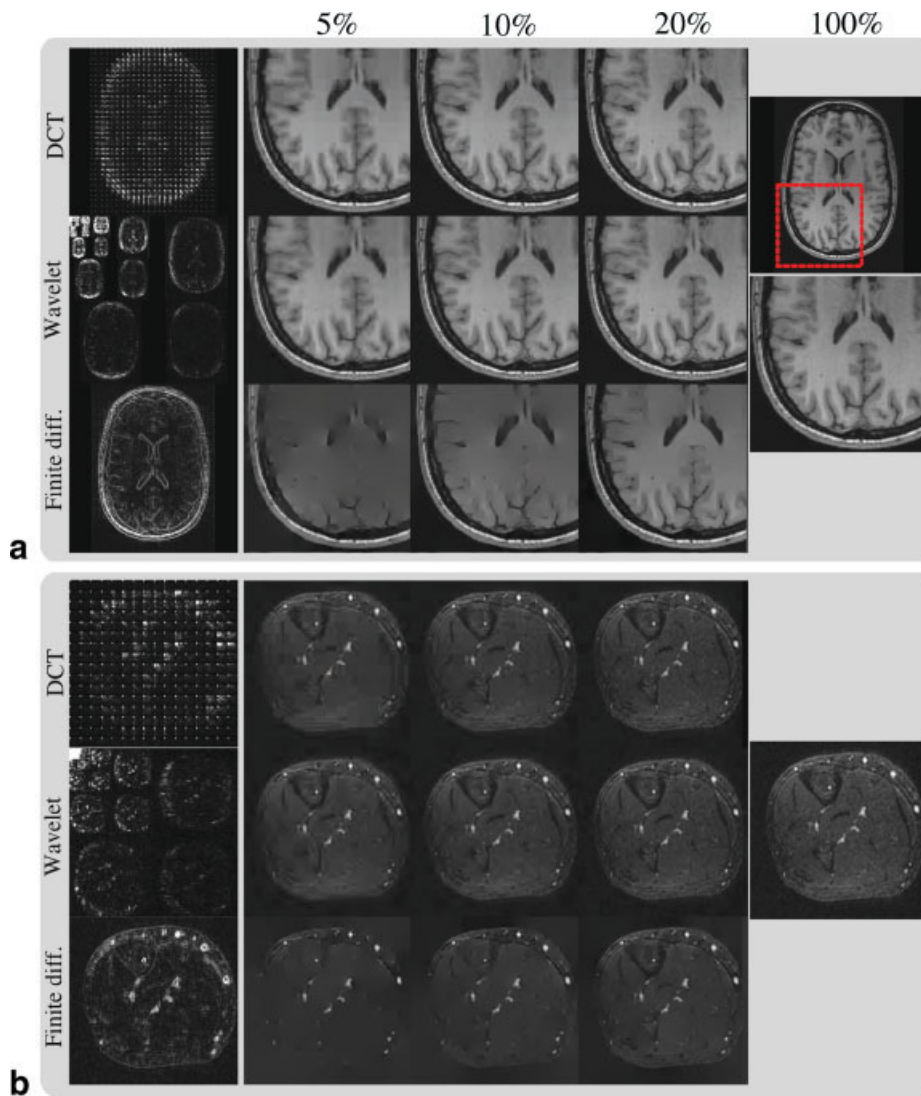 5% 10% 20% 100%
DCT
Wavelet
Finite diff.
a
DCT
Wavelet
Finite diff.
b